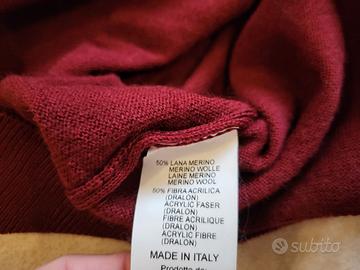 50% LANA MERINO
MERINO WOLLE
LAINE MERINO
MERINO WOOL
50% FIBRA ACRILICA
(DRALON)
ACRYLIC FASER
(DRALON)
FIBRE ACRILIQUE
(DRALON)
ACRYLIC FIBRE
(DRALON)
MADE IN ITALY
Prodotto
subito